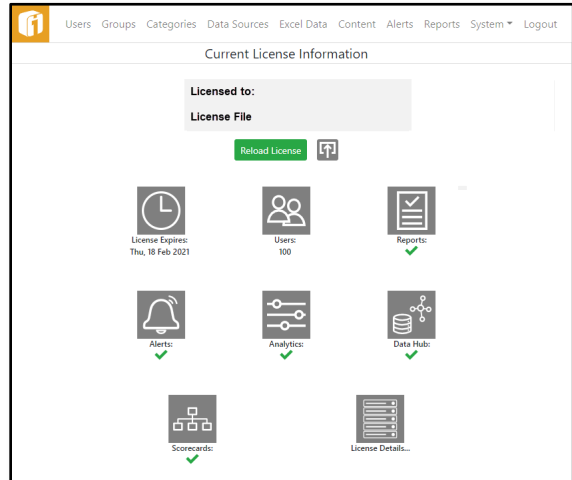 Users Groups Categories Data Sources Excel Data Content Alerts Reports System Logout
Current License Information
Licensed to:
License File
Reload License
License Expires: Users: Reports:
Thu, 18 Feb 2021 100
Alerts: Analytics: Data Hub:
Scorecards: License Details...